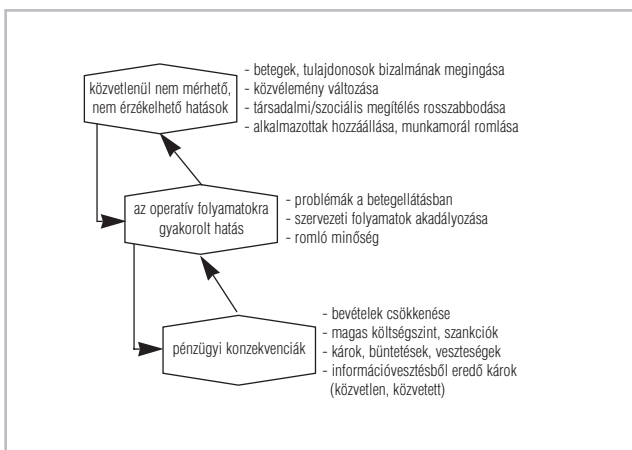 közvetlenül nem mérhető,
nem érzékelhető hatások
- betegek, tulajdonosok bizalmának megingása
- közvélemény változása
- társadalmi/szociális megítélés rosszabbodása
- alkalmazottak hozzáállása, munkamorál romlása
az operatív folyamatokra
gyakorolt hatás
- problémák a betegellátásban
- szervezeti folyamatok akadályozása
- romló minőség
pénzügyi konzekvenciák
- bevételek csökkenése
- magas költségszint, szankciók
- károk, büntetések, veszteségek
- információvesztésből eredő károk
(közvetlen, közvetett)